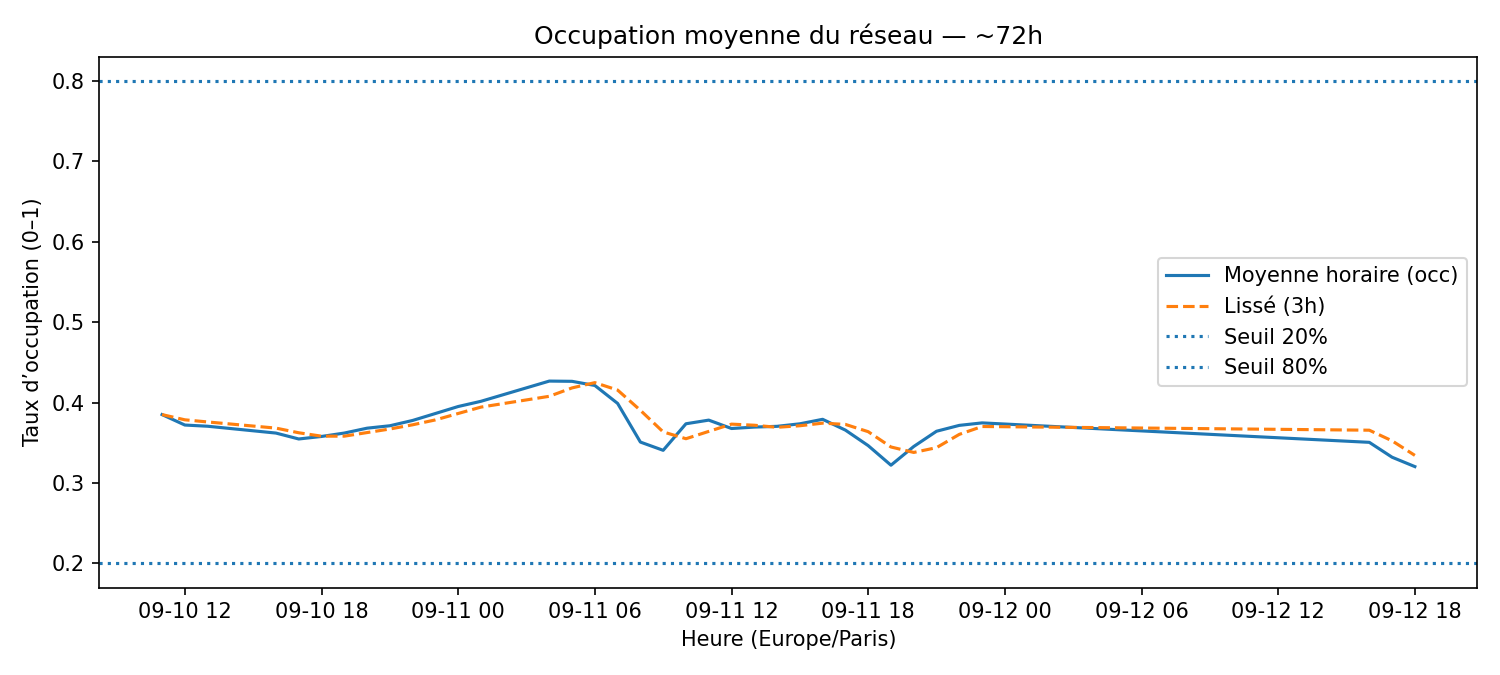 Occupation moyenne du réseau — ~72h
Taux d’occupation (0–1)
0.8
0.7
0.6
0.5
0.4
0.3
0.2
Moyenne horaire (occ)
Lissé (3h)
Seuil 20%
Seuil 80%
09-10 12 09-10 18 09-11 00 09-11 06 09-11 12 09-11 18 09-12 00 09-12 06 09-12 12 09-12 18
Heure (Europe/Paris)